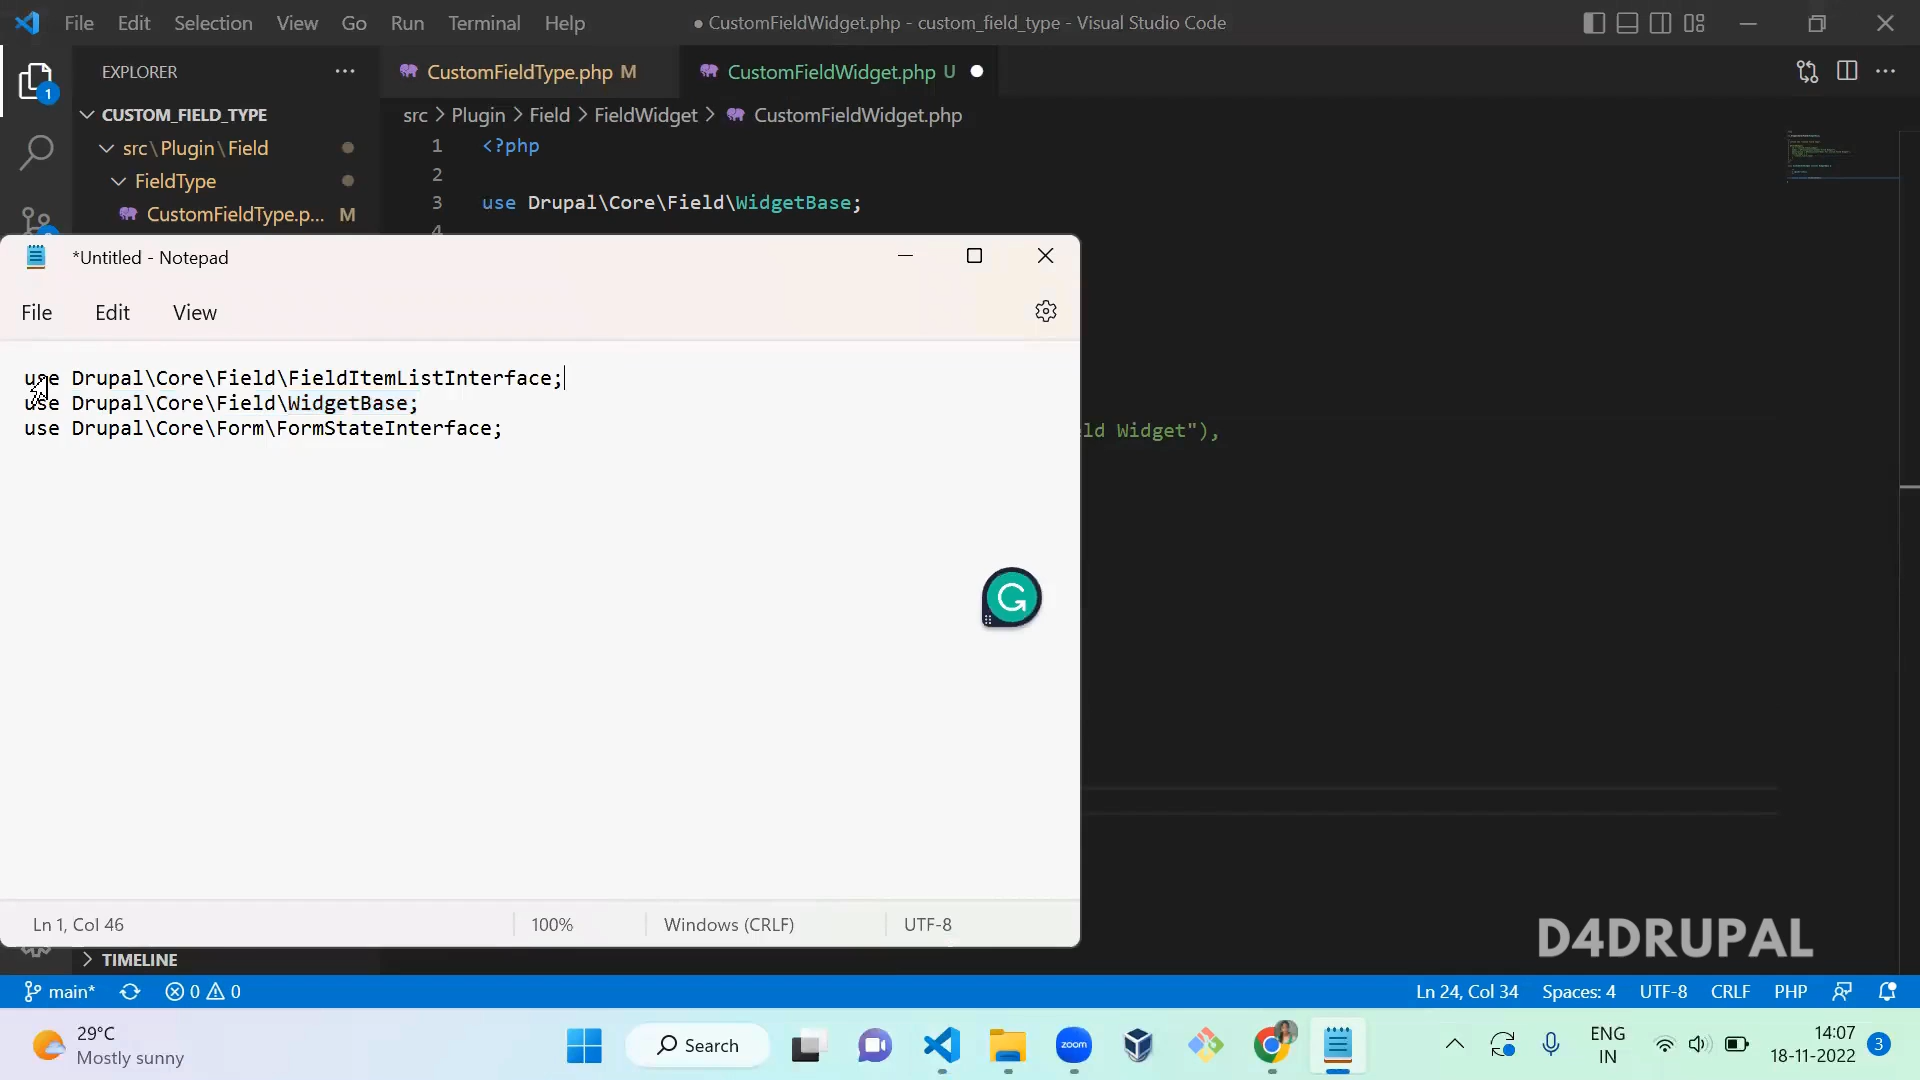 File Edit Selection View Go Run Terminal Help
● CustomFieldWidget.php - custom_field_type - Visual Studio Code
EXPLORER
CustomFieldType.php M
CustomFieldWidget.php U
CUSTOM_FIELD_TYPE
src > Plugin > Field > FieldWidget > CustomFieldWidget.php
src\Plugin\Field
FieldType
CustomFieldType.p... M
1
1 <?php
2
3 use Drupal\Core\Field\WidgetBase;
4
*Untitled - Notepad
File Edit View
use Drupal\Core\Field\FieldItemListInterface;
use Drupal\Core\Field\WidgetBase;
use Drupal\Core\Form\FormStateInterface;
ld Widget"),
G
Ln 1, Col 46
100%
Windows (CRLF)
UTF-8
D4DRUPAL
TIMELINE
main* 0 0
Ln 24, Col 34 Spaces: 4 UTF-8 CRLF PHP
29°C
Mostly sunny
Search
zoom
ENG
IN
14:07
18-11-2022
3